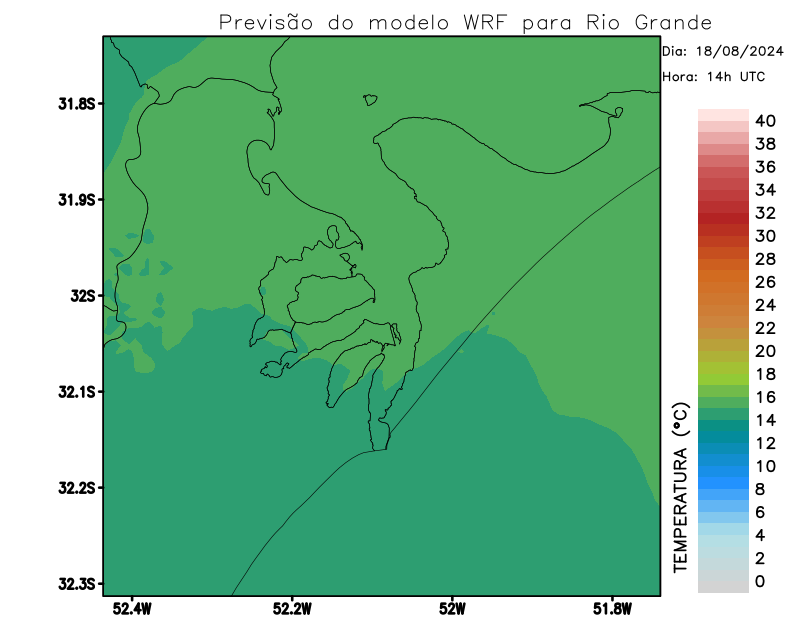 Previsão do modelo WRF para Rio Grande
Dia: 18/08/2024
Hora: 14h UTC
31.8S
31.9S
32S
32.1S
32.2S
32.3S
52.4W
52.2W
52W
51.8W
TEMPERATURA (°C)
40
38
36
34
32
30
28
26
24
22
20
18
16
14
12
10
8
6
4
2
0